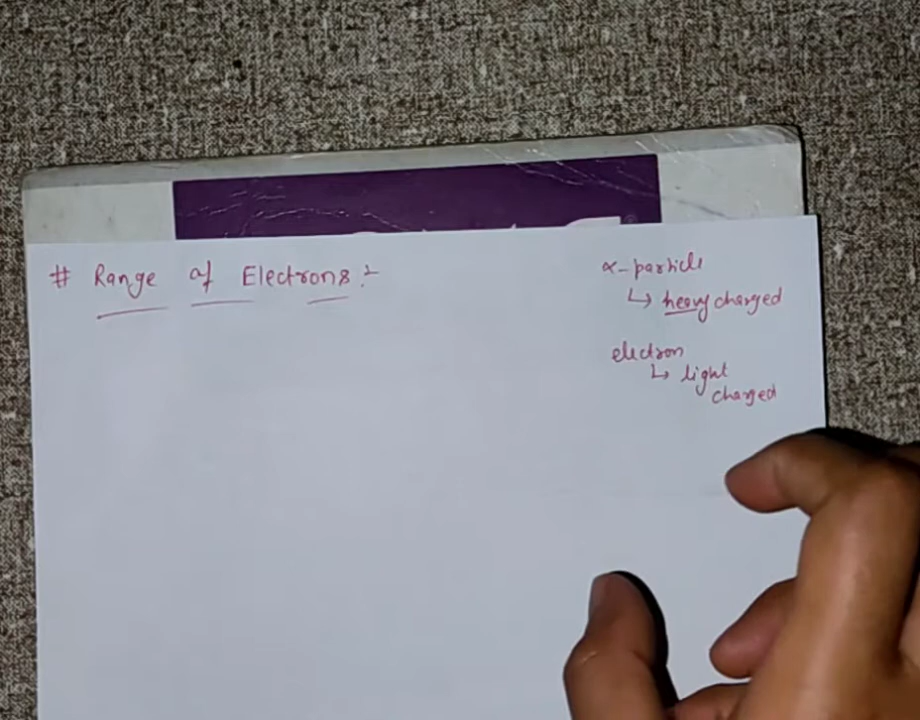 # Range of Electrons :-
α-particle
↳ heavy charged
electron
↳ light
charged